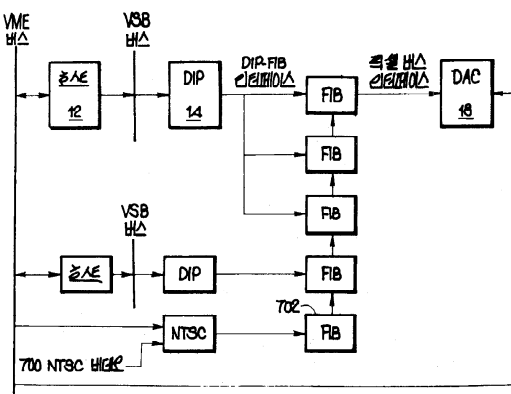 VME
버스
VSB
버스
호스트
12
DIP
14
DIP-FIB
인터페이스
FIB
픽셀 버스
인터페이스
DAC
18
FIB
FIB
VSB
버스
호스트
DIP
FIB
702
NTSC
FIB
700 NTSC 비디오